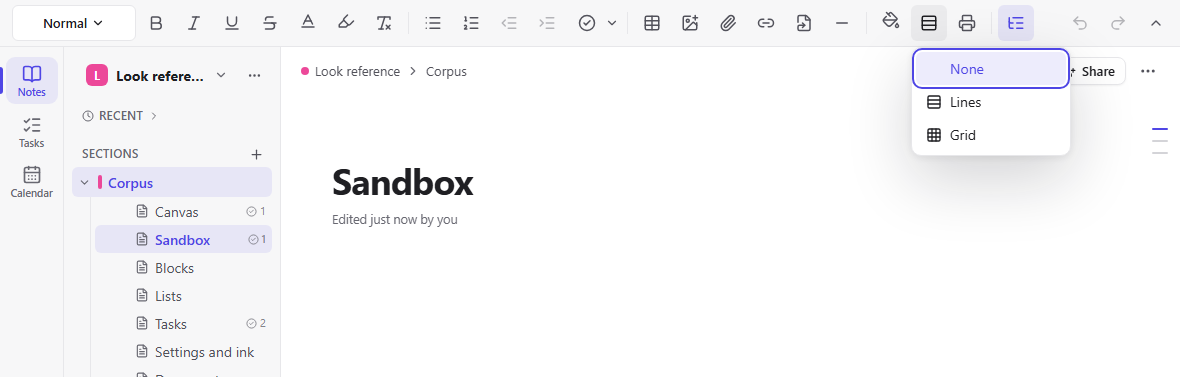 Normal
Notes
Tasks
Calendar
L Look refere...
RECENT
SECTIONS
Corpus
Canvas 1
Sandbox 1
Blocks
Lists
Tasks 2
Settings and ink
Look reference > Corpus
Share
None
Lines
Grid
Sandbox
Edited just now by you